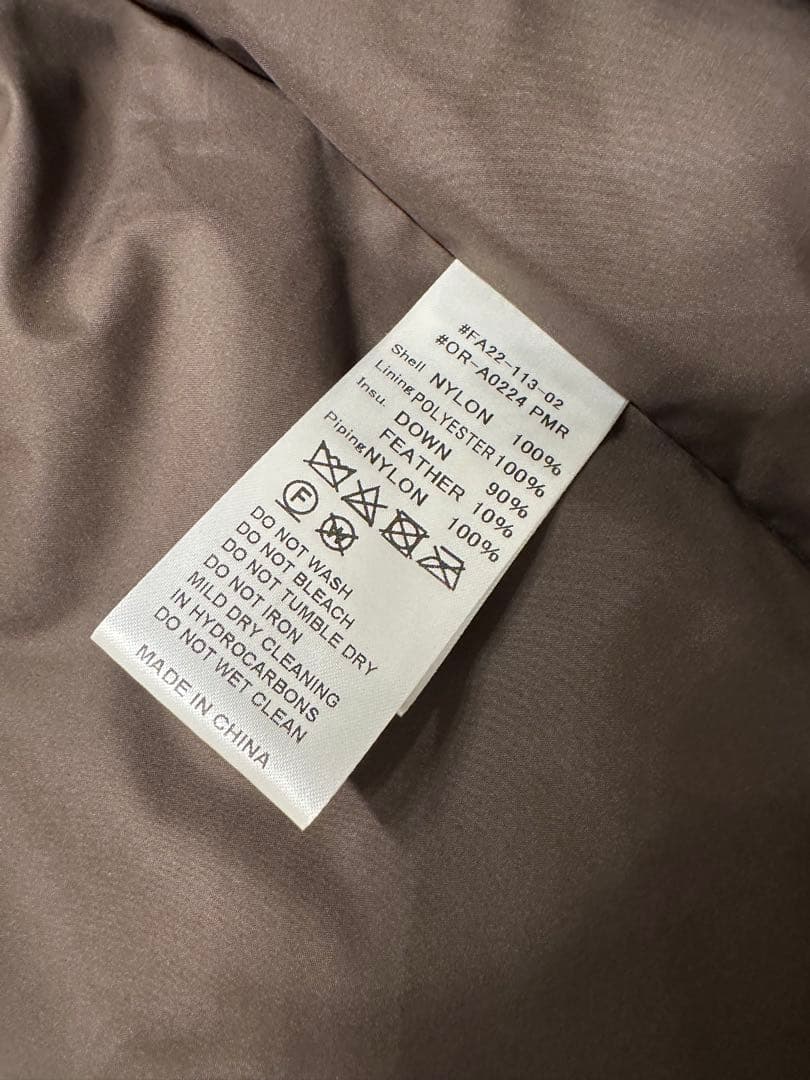 #FA22-113-02
#OR-A0224 PMR
Shell NYLON 100%
Lining POLYESTER 100%
Insu. DOWN 90%
FEATHER 10%
Piping NYLON 100%
F W
DO NOT WASH
DO NOT BLEACH
DO NOT TUMBLE DRY
DO NOT IRON
MILD DRY CLEANING
IN HYDROCARBONS
DO NOT WET CLEAN
MADE IN CHINA